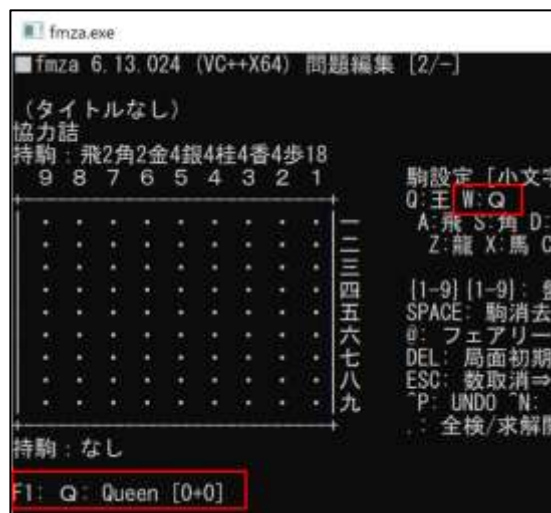 fmza.exe
■fmza 6.13.024 (VC++X64) 問題編集 [2/-]
(タイトルなし)
協力詰
持駒：飛2角2金4銀4桂4香4歩18
9 8 7 6 5 4 3 2 1
一
二
三
四
五
六
七
八
九
持駒：なし
F1: Q: Queen [0+0]
駒設定 [小文字
Q:王 W:Q
A:飛 S:角 D:
Z:龍 X:馬 C
[1-9][1-9]:
SPACE: 駒消去
@: フェアリー
DEL: 局面初期
ESC: 数取消⇒
^P: UNDO ^N:
.: 全検/求解